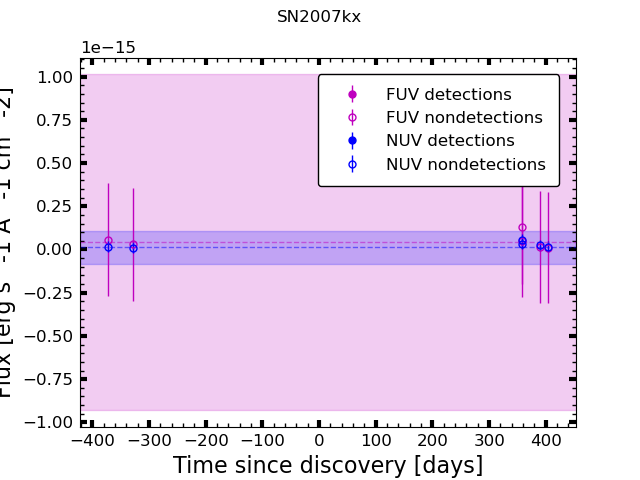 SN2007kx
1e−15
1.00
0.75
0.50
0.25
0.00
−0.25
−0.50
−0.75
−1.00
Flux [erg s -1 A -1 cm -2]
FUV detections
FUV nondetections
NUV detections
NUV nondetections
−400 −300 −200 −100 0 100 200 300 400
Time since discovery [days]